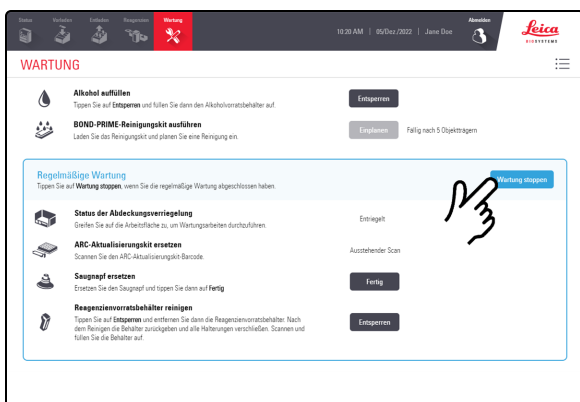 Status Vorladen Entladen Reagenzien Wartung
10:20 AM | 05/Dez./2022 | Jane Doe
Abmelden
Leica
BIOSYSTEMS
WARTUNG
Alkohol auffüllen
Tippen Sie auf Entsperren und füllen Sie dann den Alkoholvorratsbehälter auf.
Entsperren
BOND-PRIME-Reinigungskit ausführen
Laden Sie das Reinigungskit und planen Sie eine Reinigung ein.
Einplanen
Fällig nach 5 Objektträgern
Regelmäßige Wartung
Tippen Sie auf Wartung stoppen, wenn Sie die regelmäßige Wartung abgeschlossen haben.
Wartung stoppen
Status der Abdeckungsverriegelung
Greifen Sie auf die Arbeitsfläche zu, um Wartungsarbeiten durchzuführen.
Entriegelt
ARC-Aktualisierungskit ersetzen
Scannen Sie den ARC-Aktualisierungskit-Barcode.
Ausstehender Scan
Saugnapf ersetzen
Ersetzen Sie den Saugnapf und tippen Sie dann auf Fertig
Fertig
Reagenzienvorratsbehälter reinigen
Tippen Sie auf Entsperren und entfernen Sie dann die Reagenzienvorratsbehälter. Nach
dem Reinigen die Behälter zurückgeben und alle Halterungen verschließen. Scannen und
füllen Sie die Behälter auf.
Entsperren